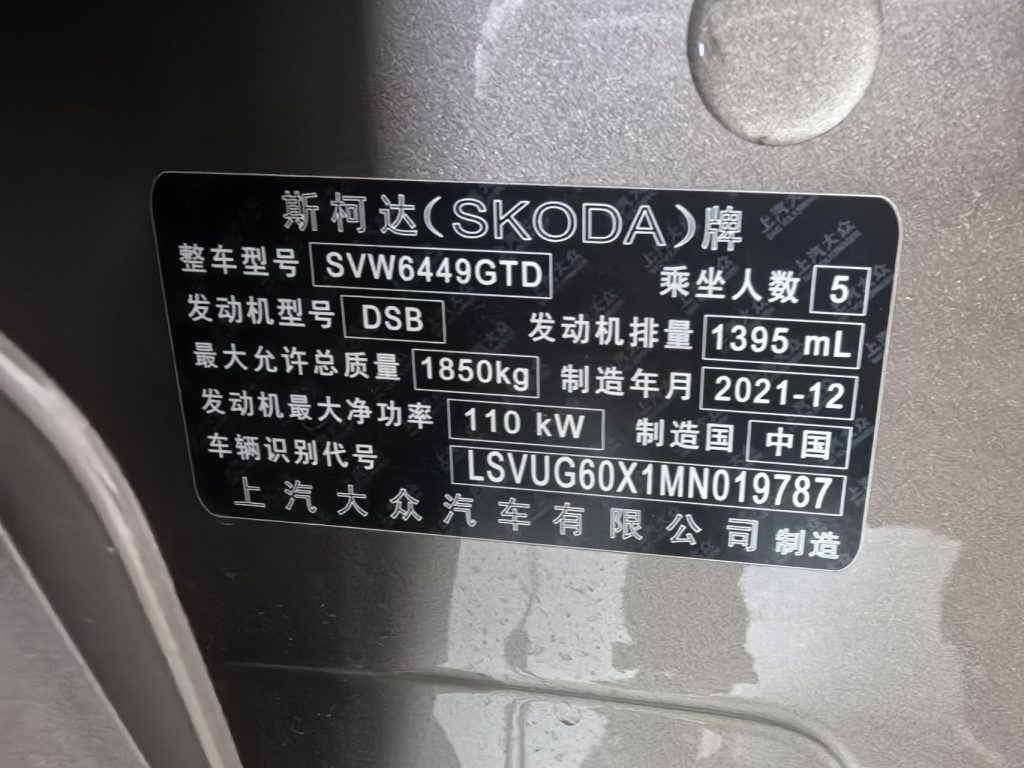 斯柯达(SKODA)牌
整车型号 SVW6449GTD 乘坐人数 5
发动机型号 DSB 发动机排量 1395 mL
最大允许总质量 1850kg 制造年月 2021-12
发动机最大净功率 110 kW 制造国 中国
车辆识别代号 LSVUG60X1MN019787
上汽大众汽车有限公司 制造